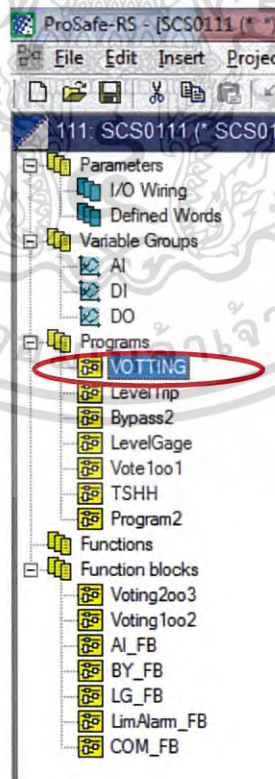 ProSafe-RS - [SCS0111 (* *)
File Edit Insert Projec
111: SCS0111 (* SCS01
Parameters
I/O Wiring
Defined Words
Variable Groups
AI
DI
DO
Programs
VOTTING
LevelTrip
Bypass2
LevelGage
Vote1oo1
TSHH
Program2
Functions
Function blocks
Voting2oo3
Voting1oo2
AI_FB
BY_FB
LG_FB
LimAlarm_FB
COM_FB